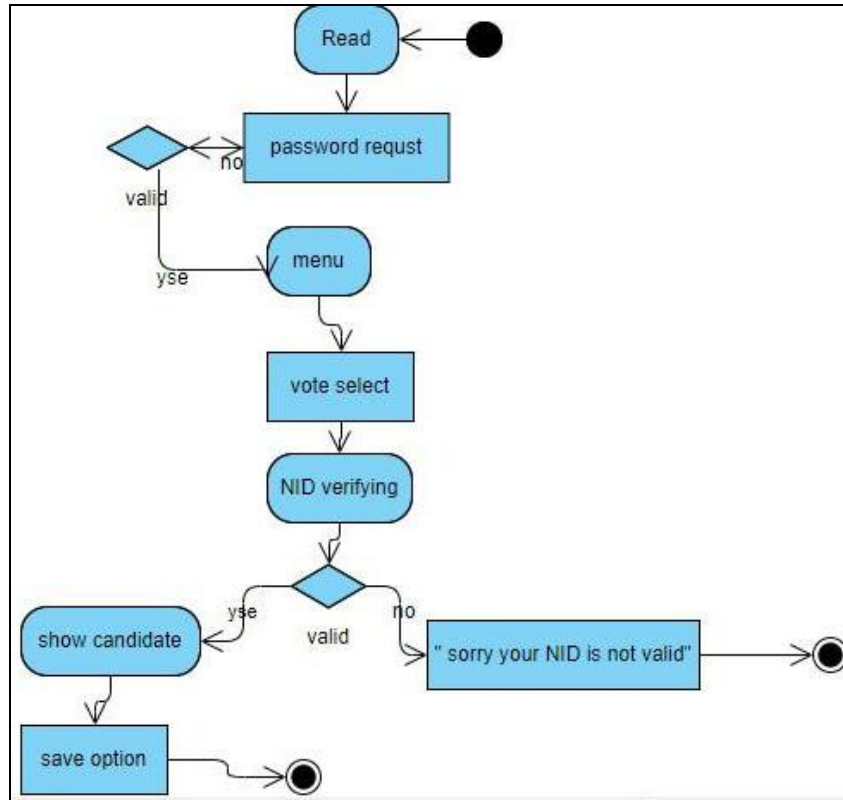 Read
password requst
no
valid
yse
menu
vote select
NID verifying
yse
no
valid
show candidate
" sorry your NID is not valid"
save option